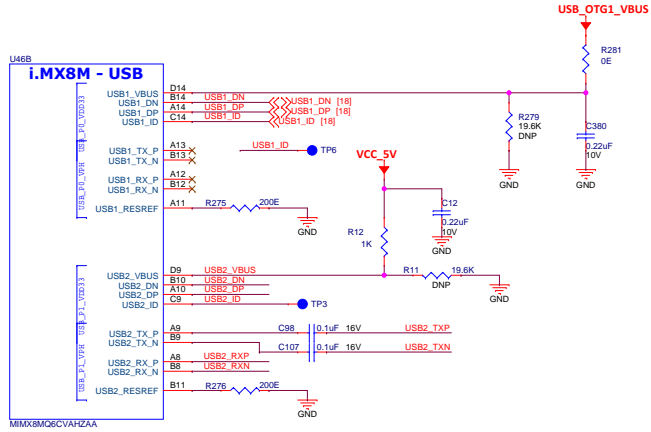 USB_OTG1_VBUS
R281
0E
U46B
i.MX8M - USB
USB_P0_VDD33
USB_P0_VPH
USB1_VBUS D14
USB1_DN B14 USB1_DN USB1_DN [18]
USB1_DP A14 USB1_DP USB1_DP [18]
USB1_ID C14 USB1_ID USB1_ID [18]
R279
19.6K
DNP
C380
0.22uF
10V
GND
GND
USB1_TX_P A13
USB1_TX_N B13
USB1_ID TP6
USB1_RX_P A12
USB1_RX_N B12
USB1_RESREF A11 R275 200E
GND
VCC_5V
C12
0.22uF
10V
GND
R12
1K
USB_P1_VDD33
USB_P1_VPH
USB2_VBUS D9 USB2_VBUS R11 19.6K
DNP
GND
USB2_DN B10 USB2_DN
USB2_DP A10 USB2_DP
USB2_ID C9 USB2_ID TP3
USB2_TX_P A9 C98 0.1uF 16V USB2_TXP
USB2_TX_N B9 C107 0.1uF 16V USB2_TXN
USB2_RX_P A8 USB2_RXP
USB2_RX_N B8 USB2_RXN
USB2_RESREF B11 R276 200E
GND
MIMX8MQ6CVAHZAA